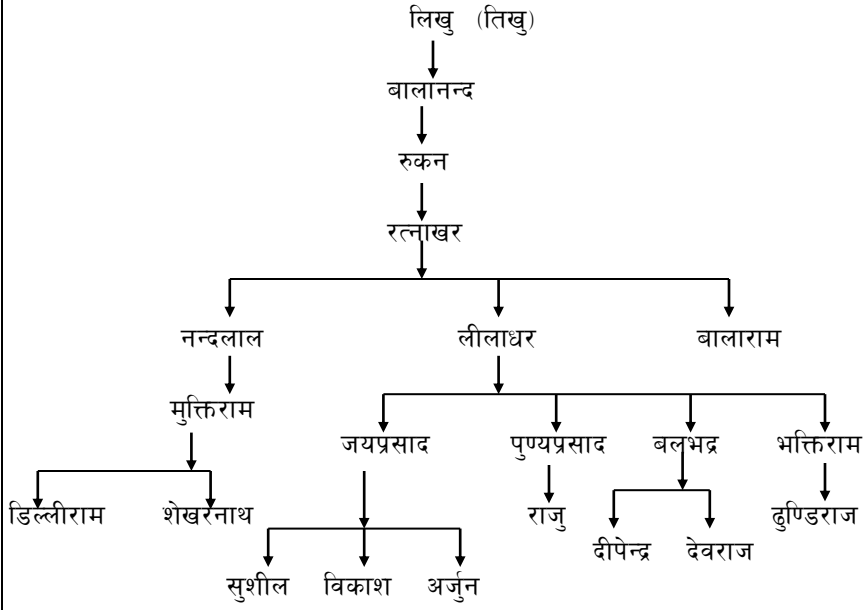 लिखु (तिखु)
बालानन्द
रुकन
रत्नाखर
नन्दलाल लीलाधर बालाराम
मुक्तिराम
जयप्रसाद पुण्यप्रसाद बलभद्र भक्तिराम
डिल्लीराम शेखरनाथ राजु ढुण्डिराज
दीपेन्द्र देवराज
सुशील विकाश अर्जुन